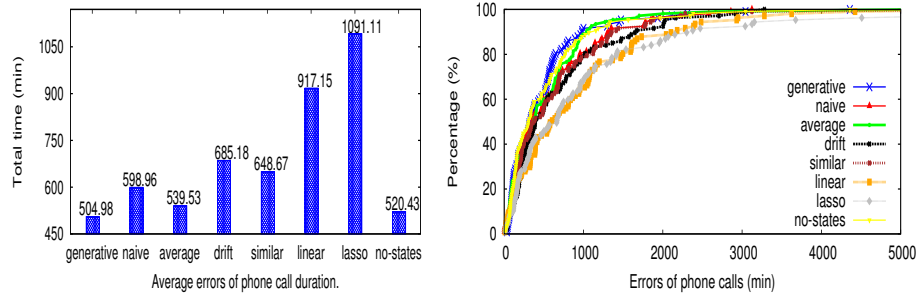 Total time (min)
1050
900
750
600
450
504.98
598.96
539.53
685.18
648.67
917.15
1091.11
520.43
generative naive average drift similar linear lasso no-states
Average errors of phone call duration.
Percentage (%)
100
80
60
40
20
0
generative
naive
average
drift
similar
linear
lasso
no-states
0 1000 2000 3000 4000 5000
Errors of phone calls (min)